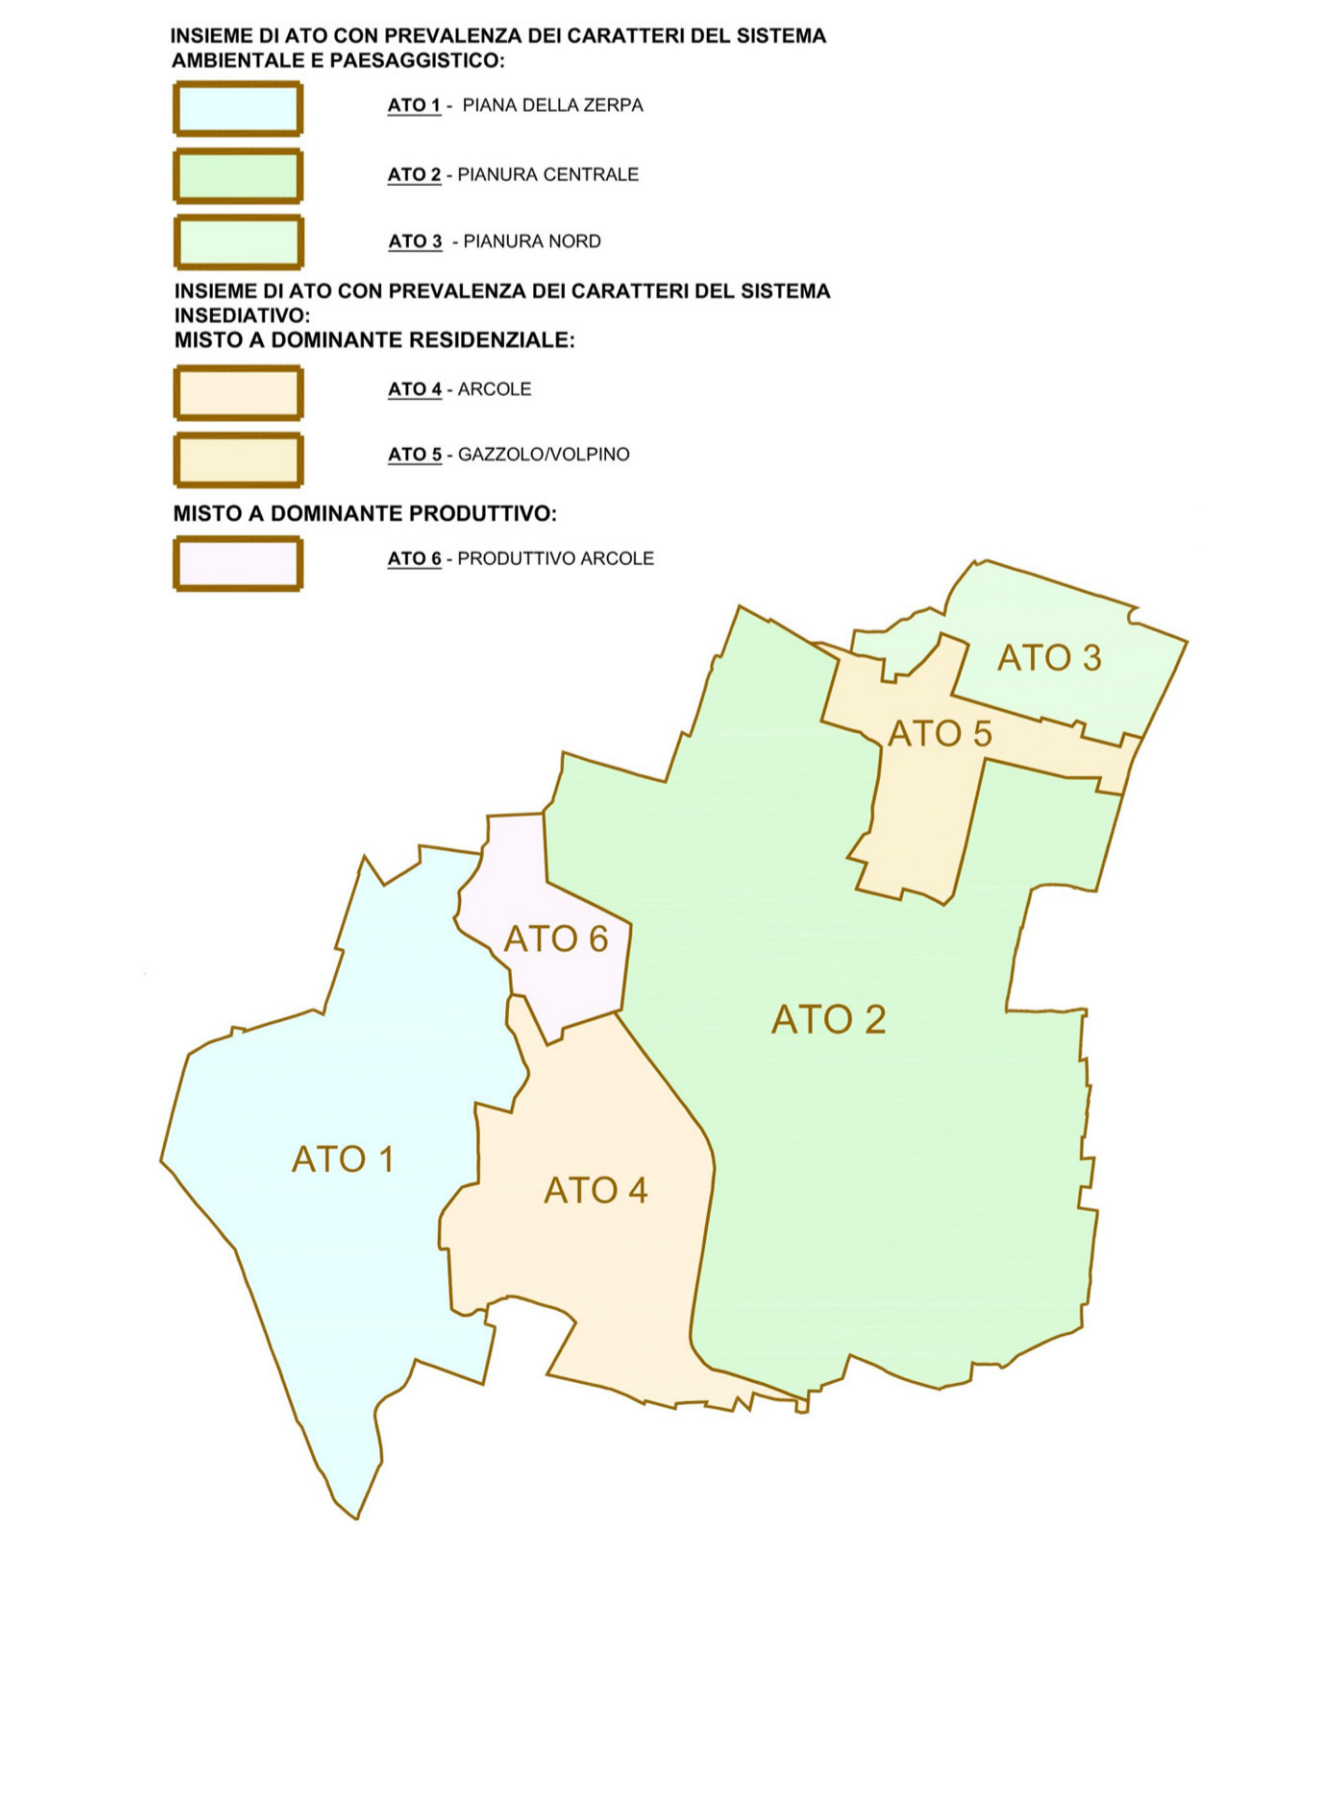 INSIEME DI ATO CON PREVALENZA DEI CARATTERI DEL SISTEMA
AMBIENTALE E PAESAGGISTICO:
ATO 1 - PIANA DELLA ZERPA
ATO 2 - PIANURA CENTRALE
ATO 3 - PIANURA NORD
INSIEME DI ATO CON PREVALENZA DEI CARATTERI DEL SISTEMA
INSEDIATIVO:
MISTO A DOMINANTE RESIDENZIALE:
ATO 4 - ARCOLE
ATO 5 - GAZZOLO/VOLPINO
MISTO A DOMINANTE PRODUTTIVO:
ATO 6 - PRODUTTIVO ARCOLE
ATO 3
ATO 5
ATO 6
ATO 2
ATO 1
ATO 4